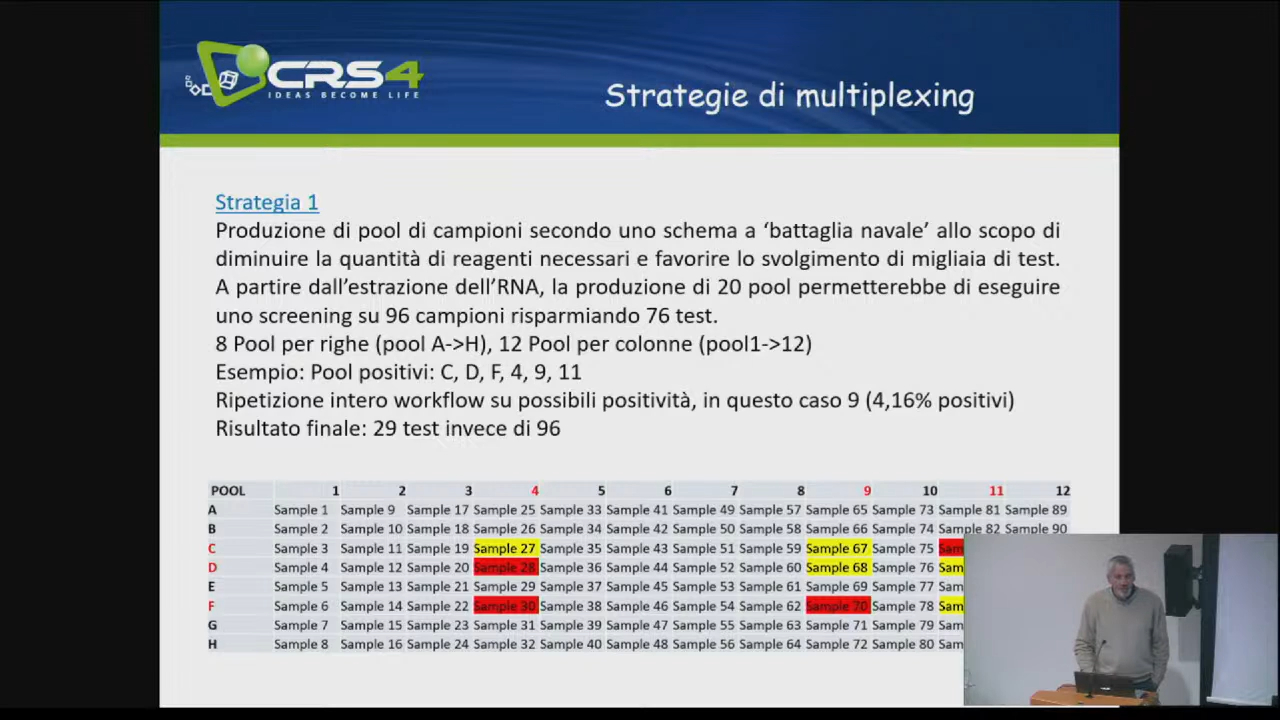 CRS4
IDEAS BECOME LIFE
Strategie di multiplexing
Strategia 1
Produzione di pool di campioni secondo uno schema a ‘battaglia navale’ allo scopo di
diminuire la quantità di reagenti necessari e favorire lo svolgimento di migliaia di test.
A partire dall’estrazione dell’RNA, la produzione di 20 pool permetterebbe di eseguire
uno screening su 96 campioni risparmiando 76 test.
8 Pool per righe (pool A->H), 12 Pool per colonne (pool1->12)
Esempio: Pool positivi: C, D, F, 4, 9, 11
Ripetizione intero workflow su possibili positività, in questo caso 9 (4,16% positivi)
Risultato finale: 29 test invece di 96
POOL 1 2 3 4 5 6 7 8 9 10 11 12
A Sample 1 Sample 9 Sample 17 Sample 25 Sample 33 Sample 41 Sample 49 Sample 57 Sample 65 Sample 73 Sample 81 Sample 89
B Sample 2 Sample 10 Sample 18 Sample 26 Sample 34 Sample 42 Sample 50 Sample 58 Sample 66 Sample 74 Sample 82 Sample 90
C Sample 3 Sample 11 Sample 19 Sample 27 Sample 35 Sample 43 Sample 51 Sample 59 Sample 67 Sample 75 Sam
D Sample 4 Sample 12 Sample 20 Sample 28 Sample 36 Sample 44 Sample 52 Sample 60 Sample 68 Sample 76 Sam
E Sample 5 Sample 13 Sample 21 Sample 29 Sample 37 Sample 45 Sample 53 Sample 61 Sample 69 Sample 77 Sam
F Sample 6 Sample 14 Sample 22 Sample 30 Sample 38 Sample 46 Sample 54 Sample 62 Sample 70 Sample 78 Sam
G Sample 7 Sample 15 Sample 23 Sample 31 Sample 39 Sample 47 Sample 55 Sample 63 Sample 71 Sample 79 Sam
H Sample 8 Sample 16 Sample 24 Sample 32 Sample 40 Sample 48 Sample 56 Sample 64 Sample 72 Sample 80 Sam